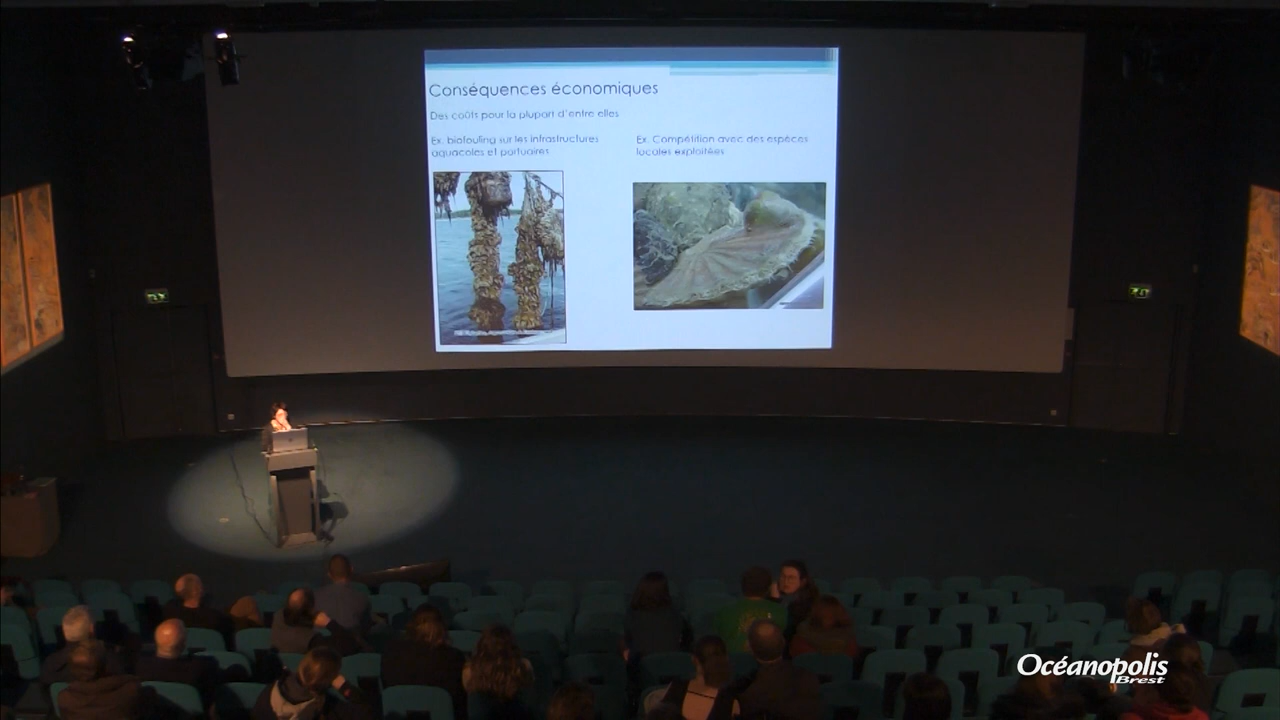 Conséquences économiques
Des coûts pour la plupart d'entre elles
Ex. biofouling sur les infrastructures
aquacoles et portuaires
Ex. Compétition avec des espèces
locales exploitées
Océanopolis
Brest